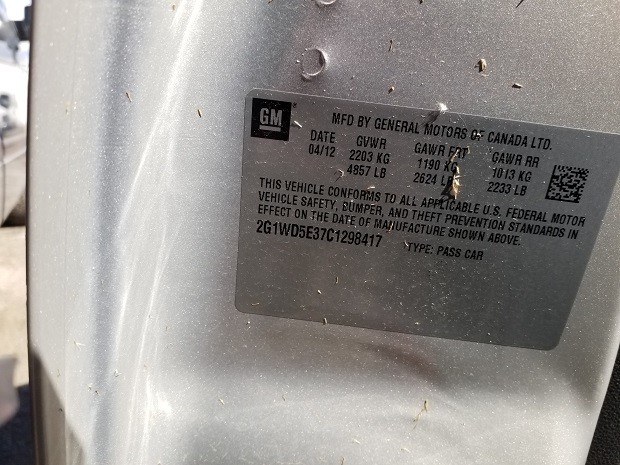 GM
MFD BY GENERAL MOTORS OF CANADA LTD.
DATE GVWR GAWR FRT GAWR RR
04/12 2203 KG 1190 KG 1013 KG
4857 LB 2624 LB 2233 LB
THIS VEHICLE CONFORMS TO ALL APPLICABLE U.S. FEDERAL MOTOR
VEHICLE SAFETY, BUMPER, AND THEFT PREVENTION STANDARDS IN
EFFECT ON THE DATE OF MANUFACTURE SHOWN ABOVE.
2G1WD5E37C1298417 TYPE: PASS CAR